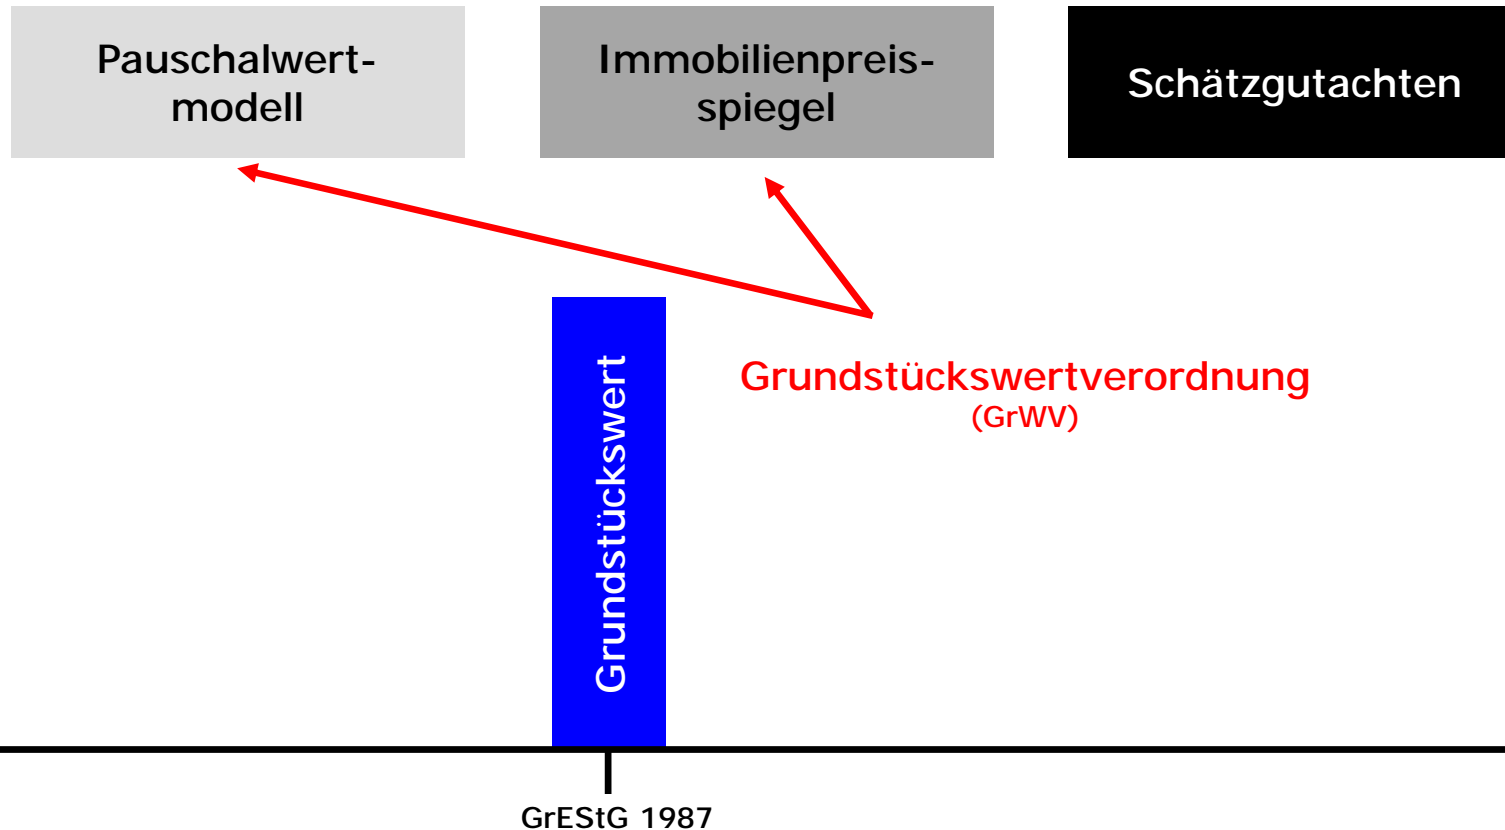 Pauschalwert-
modell
Immobilienpreis-
spiegel
Schätzgutachten
Grundstückswert
Grundstückswertverordnung
(GrWV)
GrEStG 1987